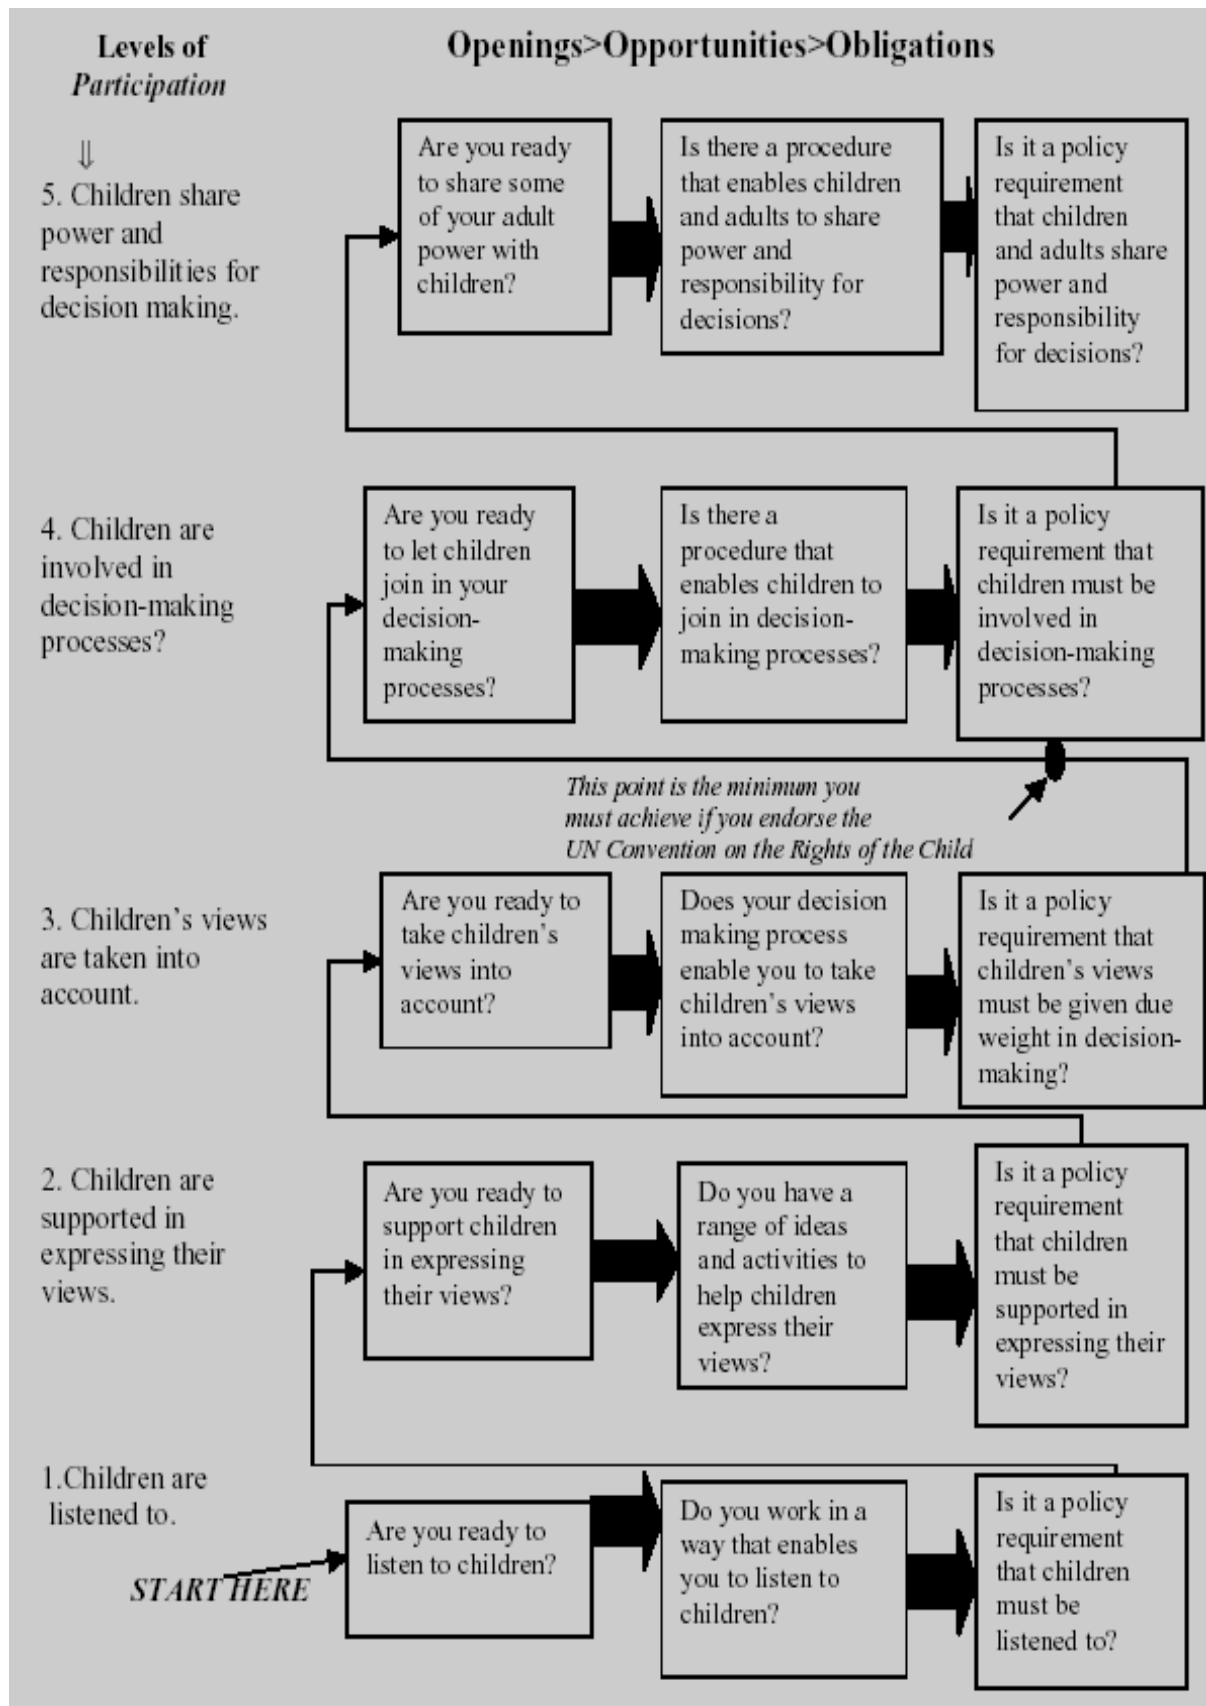 Levels of
Participation
⇓
Openings>Opportunities>Obligations
5. Children share
power and
responsibilities for
decision making.
Are you ready
to share some
of your adult
power with
children?
Is there a procedure
that enables children
and adults to share
power and
responsibility for
decisions?
Is it a policy
requirement
that children
and adults share
power and
responsibility
for decisions?
4. Children are
involved in
decision-making
processes?
Are you ready
to let children
join in your
decision-
making
processes?
Is there a
procedure that
enables children to
join in decision-
making processes?
Is it a policy
requirement that
children must be
involved in
decision-making
processes?
This point is the minimum you
must achieve if you endorse the
UN Convention on the Rights of the Child
3. Children's views
are taken into
account.
Are you ready to
take children's
views into
account?
Does your decision
making process
enable you to take
children's views
into account?
Is it a policy
requirement that
children's views
must be given due
weight in decision-
making?
2. Children are
supported in
expressing their
views.
Are you ready to
support children
in expressing
their views?
Do you have a
range of ideas
and activities to
help children
express their
views?
Is it a policy
requirement
that children
must be
supported in
expressing their
views?
1.Children are
listened to.
START HERE
Are you ready to
listen to children?
Do you work in a
way that enables
you to listen to
children?
Is it a policy
requirement
that children
must be
listened to?